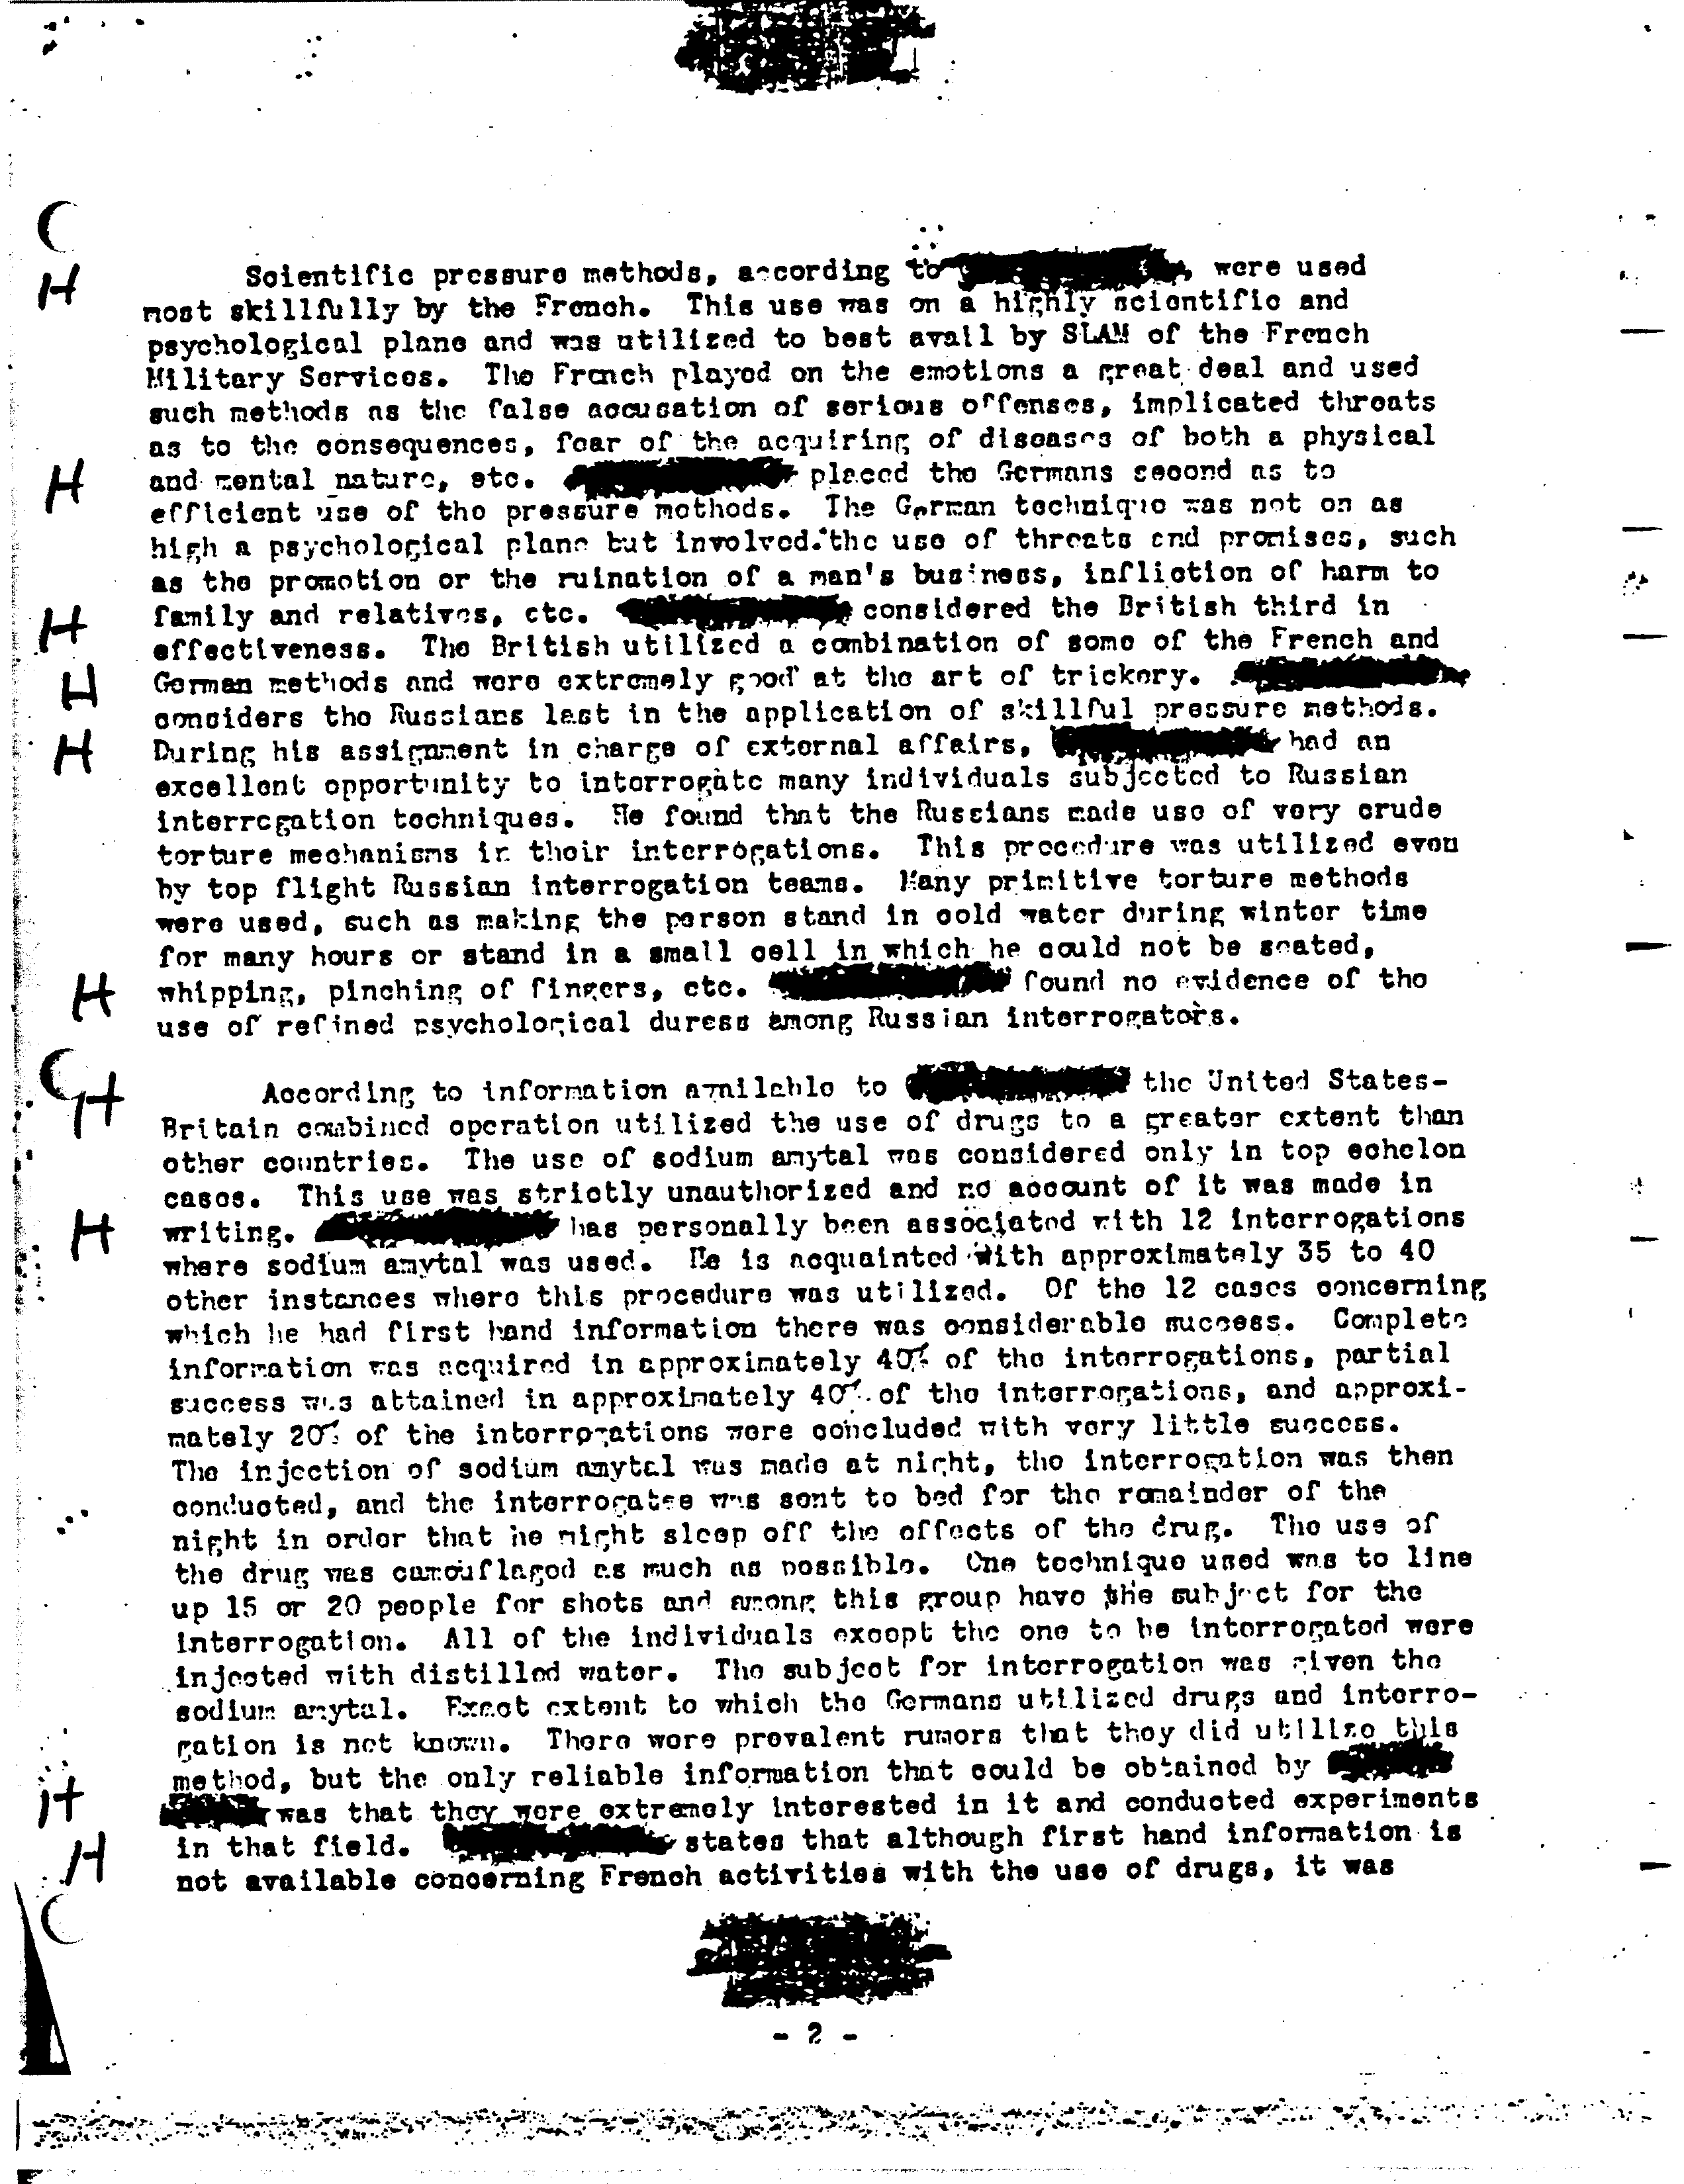 Scientific pressure methods, according to , were used
most skillfully by the French. This use was on a highly scientific and
psychological plane and was utilized to best avail by SLAM of the French
Military Services. The French played on the emotions a great deal and used
such methods as the false accusation of serious offenses, implicated threats
as to the consequences, fear of the acquiring of diseases of both a physical
and mental nature, etc. placed the Germans second as to
efficient use of the pressure methods. The German technique was not on as
high a psychological plane but involved the use of threats and promises, such
as the promotion or the ruination of a man's business, infliction of harm to
family and relatives, etc. considered the British third in
effectiveness. The British utilized a combination of some of the French and
German methods and were extremely good at the art of trickery.
considers the Russians last in the application of skillful pressure methods.
During his assignment in charge of external affairs, had an
excellent opportunity to interrogate many individuals subjected to Russian
interrogation techniques. He found that the Russians made use of very crude
torture mechanisms in their interrogations. This procedure was utilized even
by top flight Russian interrogation teams. Many primitive torture methods
were used, such as making the person stand in cold water during winter time
for many hours or stand in a small cell in which he could not be seated,
whipping, pinching of fingers, etc. found no evidence of the
use of refined psychological duress among Russian interrogators.
According to information available to the United States-
Britain combined operation utilized the use of drugs to a greater extent than
other countries. The use of sodium amytal was considered only in top echelon
cases. This use was strictly unauthorized and no account of it was made in
writing. has personally been associated with 12 interrogations
where sodium amytal was used. He is acquainted with approximately 35 to 40
other instances where this procedure was utilized. Of the 12 cases concerning
which he had first hand information there was considerable success. Complete
information was acquired in approximately 40% of the interrogations, partial
success was attained in approximately 40% of the interrogations, and approxi-
mately 20% of the interrogations were concluded with very little success.
The injection of sodium amytal was made at night, the interrogation was then
conducted, and the interrogatee was sent to bed for the remainder of the
night in order that he might sleep off the effects of the drug. The use of
the drug was camouflaged as much as possible. One technique used was to line
up 15 or 20 people for shots and among this group have the subject for the
interrogation. All of the individuals except the one to be interrogated were
injected with distilled water. The subject for interrogation was given the
sodium amytal. Exact extent to which the Germans utilized drugs and interro-
gation is not known. There were prevalent rumors that they did utilize this
method, but the only reliable information that could be obtained by
was that they were extremely interested in it and conducted experiments
in that field. states that although first hand information is
not available concerning French activities with the use of drugs, it was
- 2 -
C
H
H
H
H
H
H
C
H
H
H
H
C